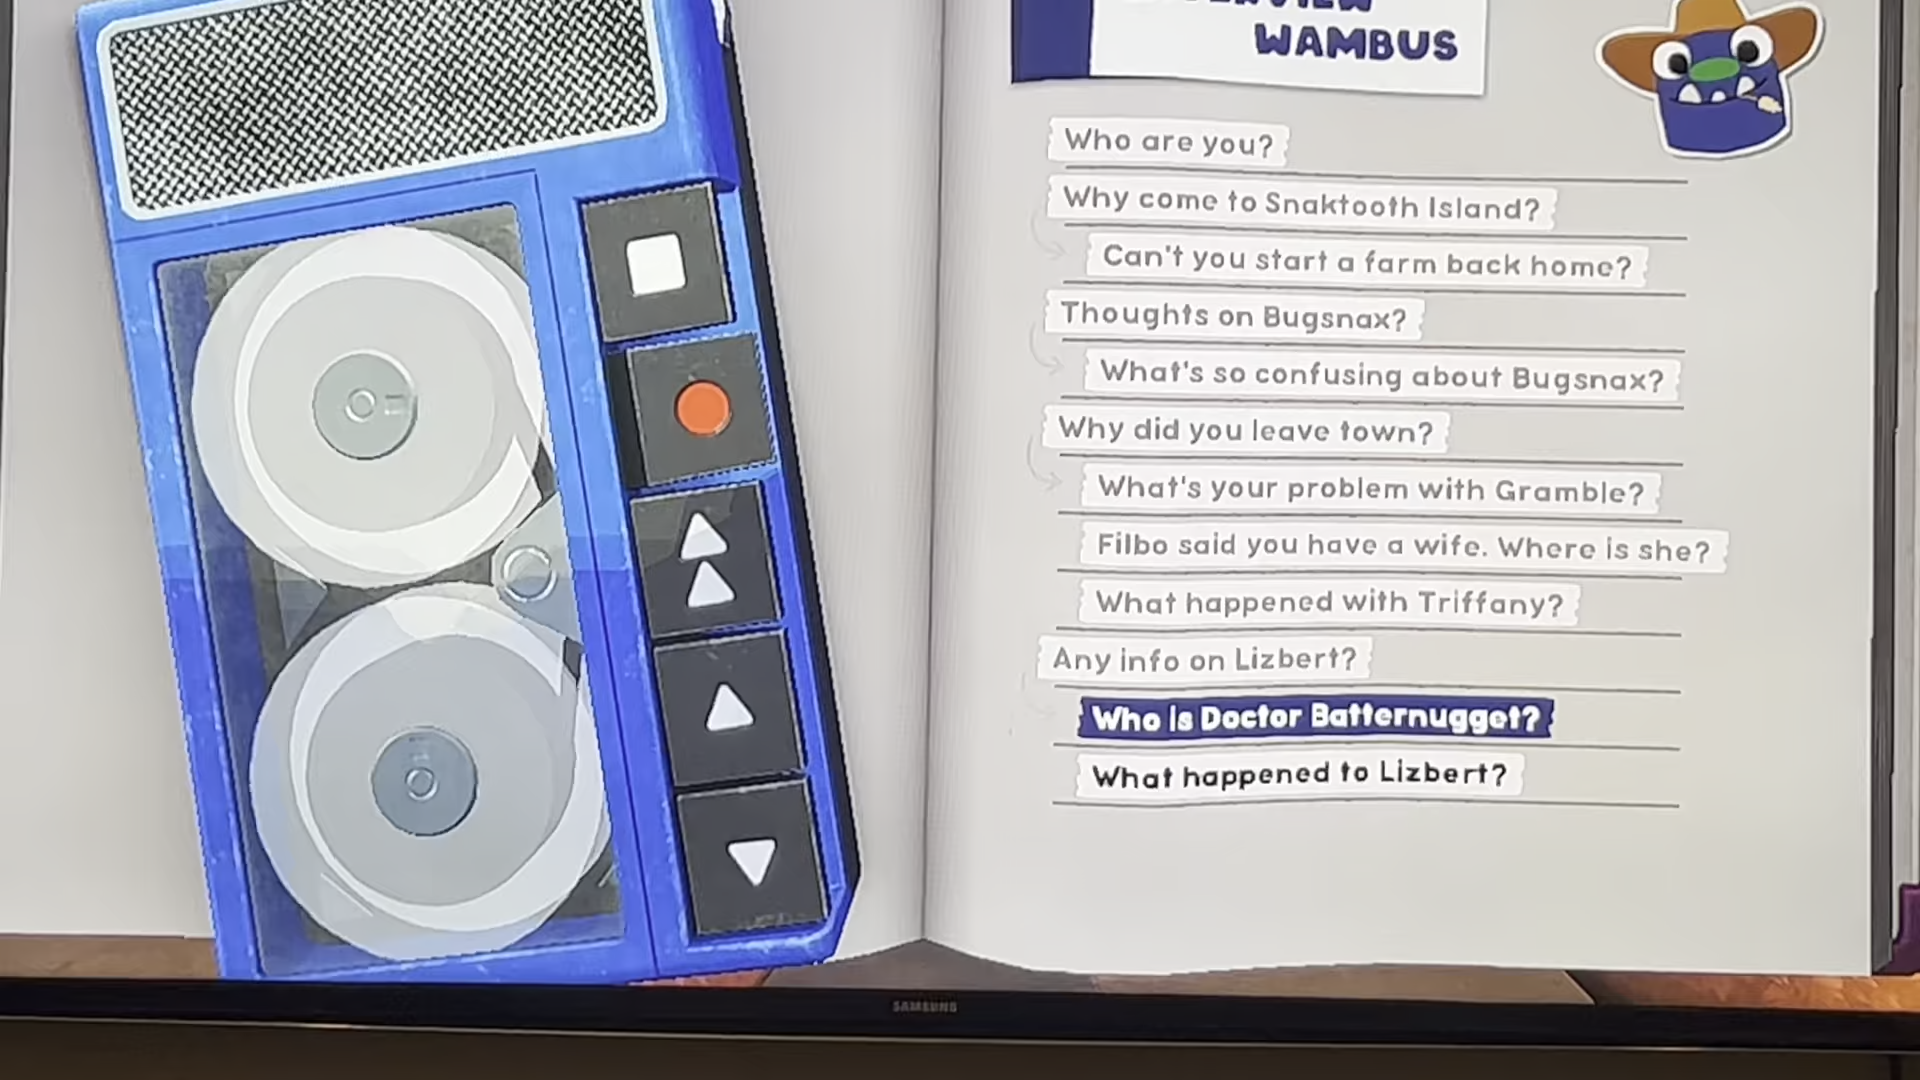 WAMBUS
Who are you?
Why come to Snaktooth Island?
Can't you start a farm back home?
Thoughts on Bugsnax?
What's so confusing about Bugsnax?
Why did you leave town?
What's your problem with Gramble?
Filbo said you have a wife. Where is she?
What happened with Triffany?
Any info on Lizbert?
Who is Doctor Batternugget?
What happened to Lizbert?
SAMSUNG